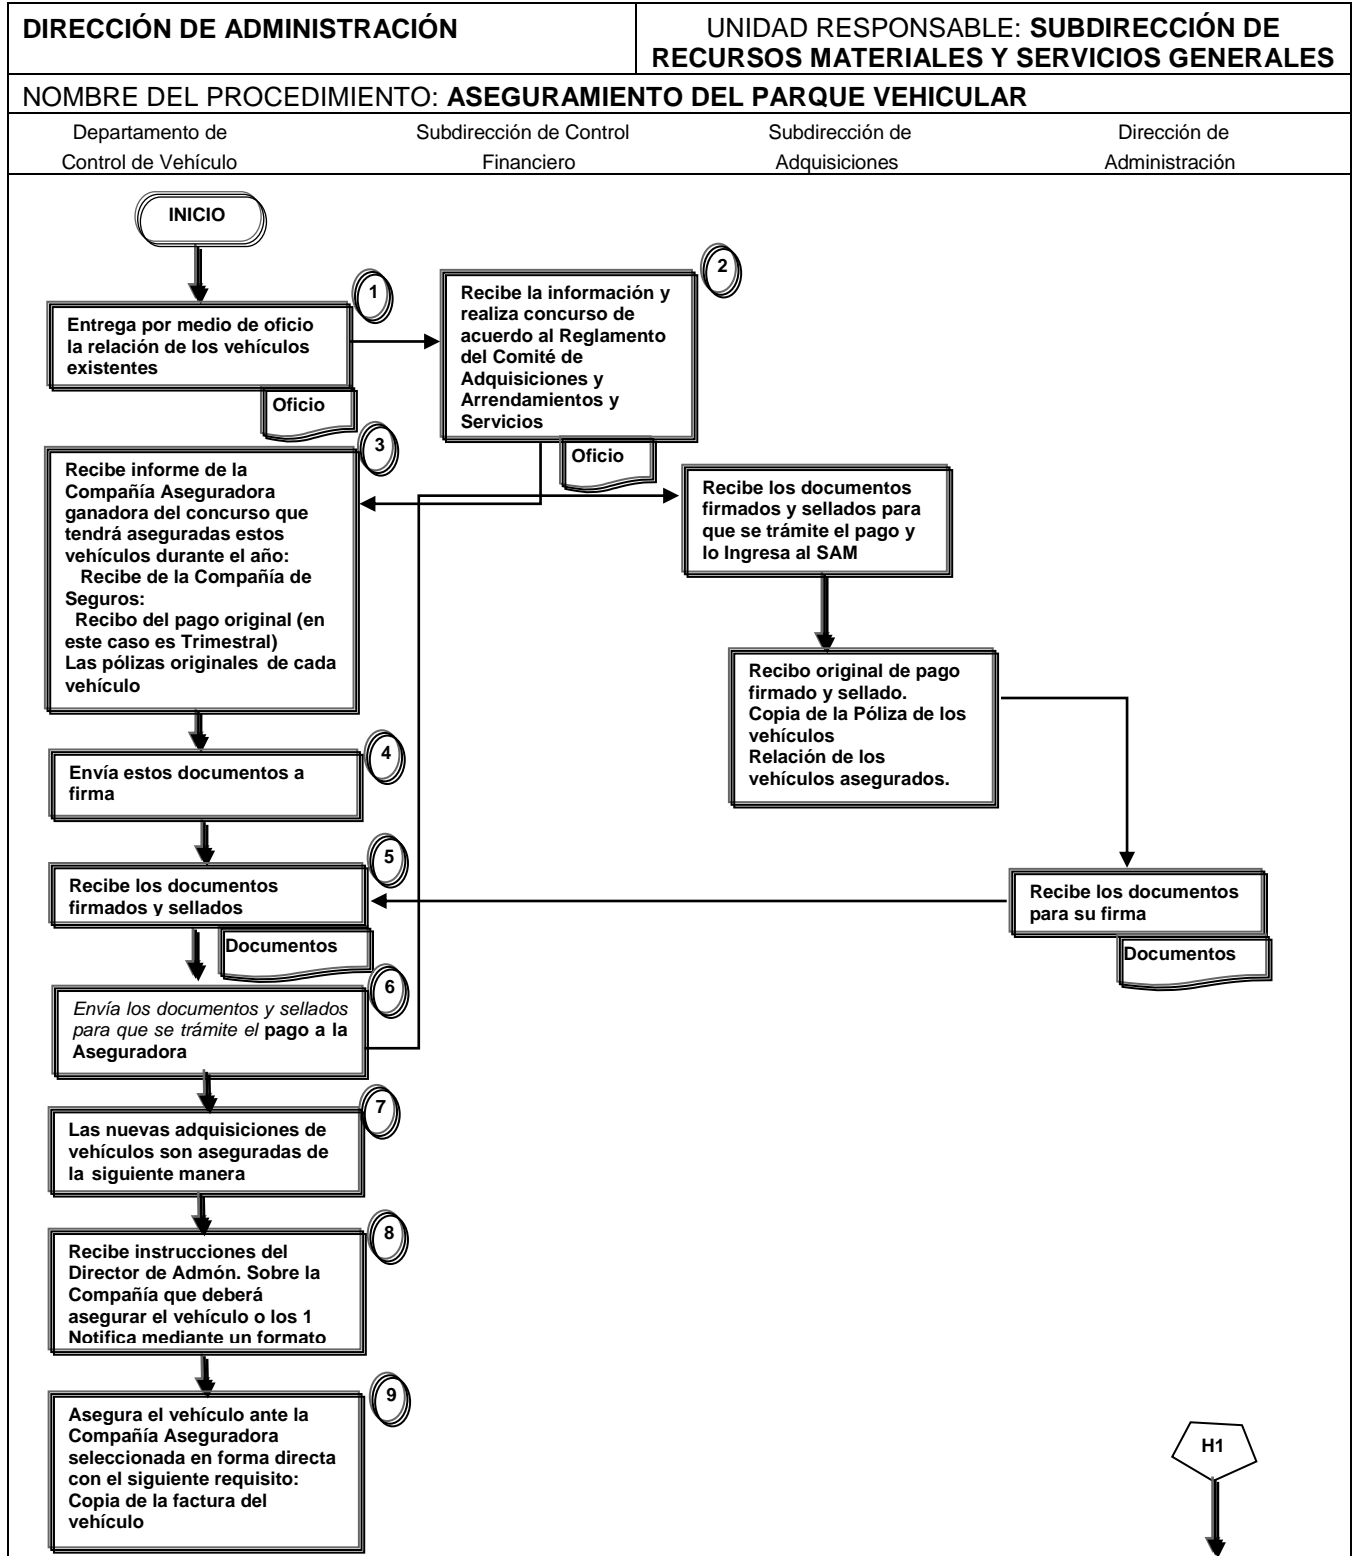 DIRECCIÓN DE ADMINISTRACIÓN
UNIDAD RESPONSABLE: SUBDIRECCIÓN DE
RECURSOS MATERIALES Y SERVICIOS GENERALES
NOMBRE DEL PROCEDIMIENTO: ASEGURAMIENTO DEL PARQUE VEHICULAR
Departamento de
Control de Vehículo
Subdirección de Control
Financiero
Subdirección de
Adquisiciones
Dirección de
Administración
INICIO
1
Entrega por medio de oficio
la relación de los vehículos
existentes
Oficio
2
Recibe la información y
realiza concurso de
acuerdo al Reglamento
del Comité de
Adquisiciones y
Arrendamientos y
Servicios
Oficio
3
Recibe informe de la
Compañía Aseguradora
ganadora del concurso que
tendrá aseguradas estos
vehículos durante el año:
Recibe de la Compañía de
Seguros:
Recibo del pago original (en
este caso es Trimestral)
Las pólizas originales de cada
vehículo
Recibe los documentos
firmados y sellados para
que se trámite el pago y
lo Ingresa al SAM
Recibo original de pago
firmado y sellado.
Copia de la Póliza de los
vehículos
Relación de los
vehículos asegurados.
4
Envía estos documentos a
firma
5
Recibe los documentos
firmados y sellados
Documentos
Recibe los documentos
para su firma
Documentos
6
Envía los documentos y sellados
para que se trámite el pago a la
Aseguradora
7
Las nuevas adquisiciones de
vehículos son aseguradas de
la siguiente manera
8
Recibe instrucciones del
Director de Admón. Sobre la
Compañía que deberá
asegurar el vehículo o los 1
Notifica mediante un formato
9
Asegura el vehículo ante la
Compañía Aseguradora
seleccionada en forma directa
con el siguiente requisito:
Copia de la factura del
vehículo
H1